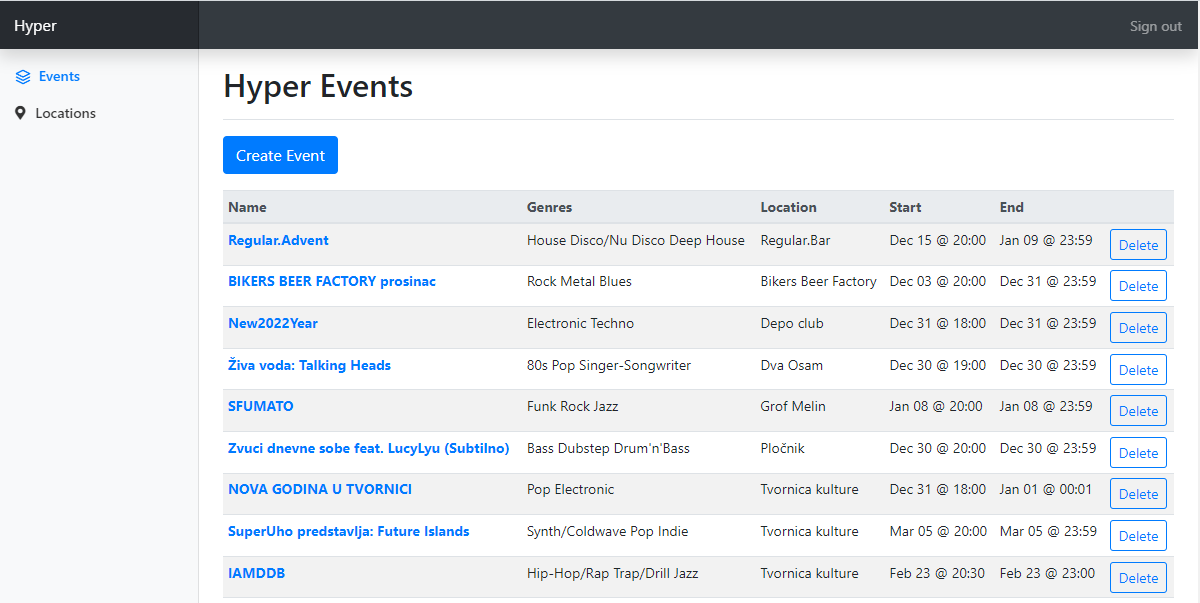 Hyper
Sign out
Events
Locations
Hyper Events
Create Event
Name Genres Location Start End
Regular.Advent House Disco/Nu Disco Deep House Regular.Bar Dec 15 @ 20:00 Jan 09 @ 23:59 Delete
BIKERS BEER FACTORY prosinac Rock Metal Blues Bikers Beer Factory Dec 03 @ 20:00 Dec 31 @ 23:59 Delete
New2022Year Electronic Techno Depo club Dec 31 @ 18:00 Dec 31 @ 23:59 Delete
Živa voda: Talking Heads 80s Pop Singer-Songwriter Dva Osam Dec 30 @ 19:00 Dec 30 @ 23:59 Delete
SFUMATO Funk Rock Jazz Grof Melin Jan 08 @ 20:00 Jan 08 @ 23:59 Delete
Zvuci dnevne sobe feat. LucyLyu (Subtilno) Bass Dubstep Drum'n'Bass Pločnik Dec 30 @ 20:00 Dec 30 @ 23:59 Delete
NOVA GODINA U TVORNICI Pop Electronic Tvornica kulture Dec 31 @ 18:00 Jan 01 @ 00:01 Delete
SuperUho predstavlja: Future Islands Synth/Coldwave Pop Indie Tvornica kulture Mar 05 @ 20:00 Mar 05 @ 23:59 Delete
IAMDDB Hip-Hop/Rap Trap/Drill Jazz Tvornica kulture Feb 23 @ 20:30 Feb 23 @ 23:00 Delete